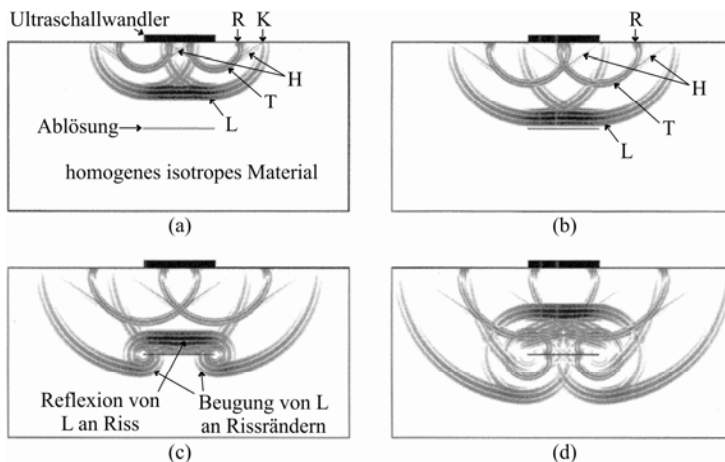 Ultraschallwandler
R
K
H
T
L
Ablösung
homogenes isotropes Material
(a)
R
H
T
L
(b)
Reflexion von
L an Riss
Beugung von L
an Rissrändern
(c)
(d)